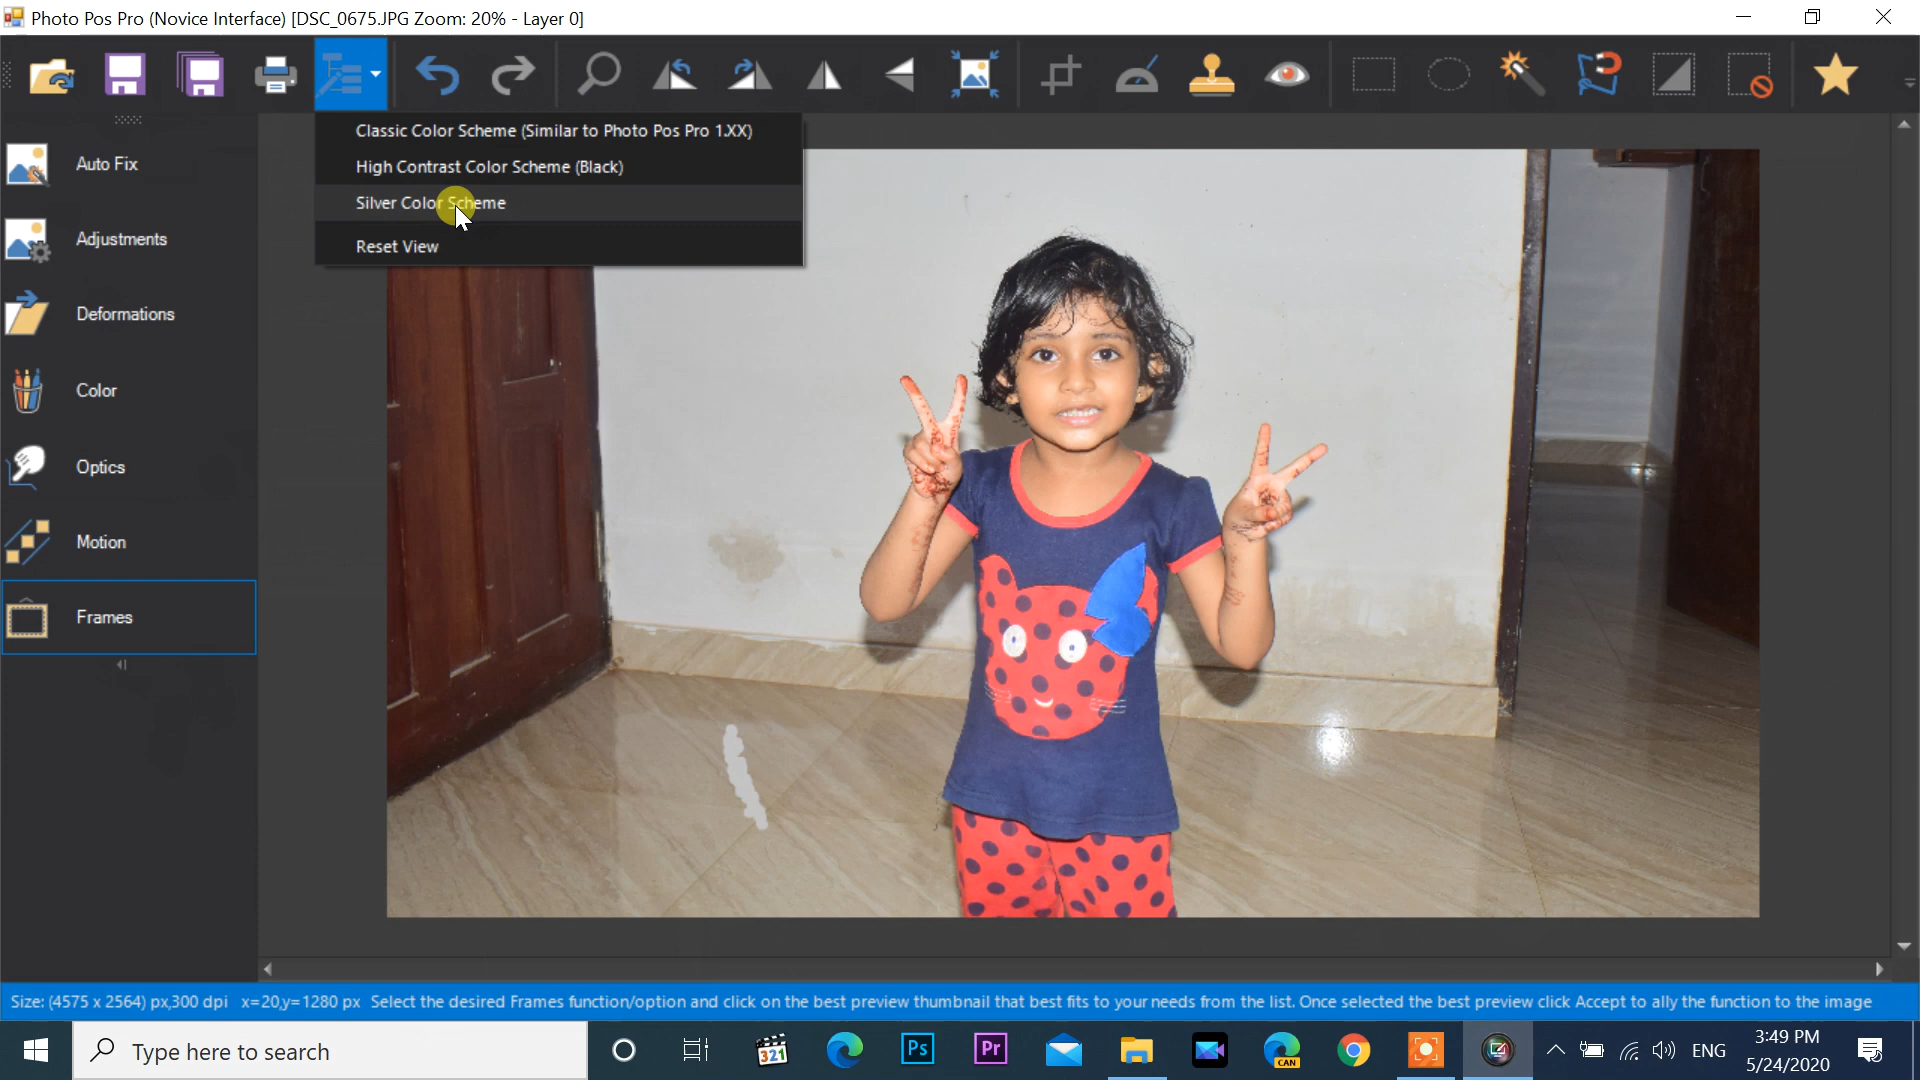 Photo Pos Pro (Novice Interface) [DSC_0675.JPG Zoom: 20% - Layer 0]
Classic Color Scheme (Similar to Photo Pos Pro 1.XX)
High Contrast Color Scheme (Black)
Silver Color Scheme
Reset View
Auto Fix
Adjustments
Deformations
Color
Optics
Motion
Frames
Size: (4575 x 2564) px,300 dpi x=20,y=1280 px Select the desired Frames function/option and click on the best preview thumbnail that best fits to your needs from the list. Once selected the best preview click Accept to ally the function to the image
Type here to search
321
Ps
Pr
CAN
ENG
3:49 PM
5/24/2020